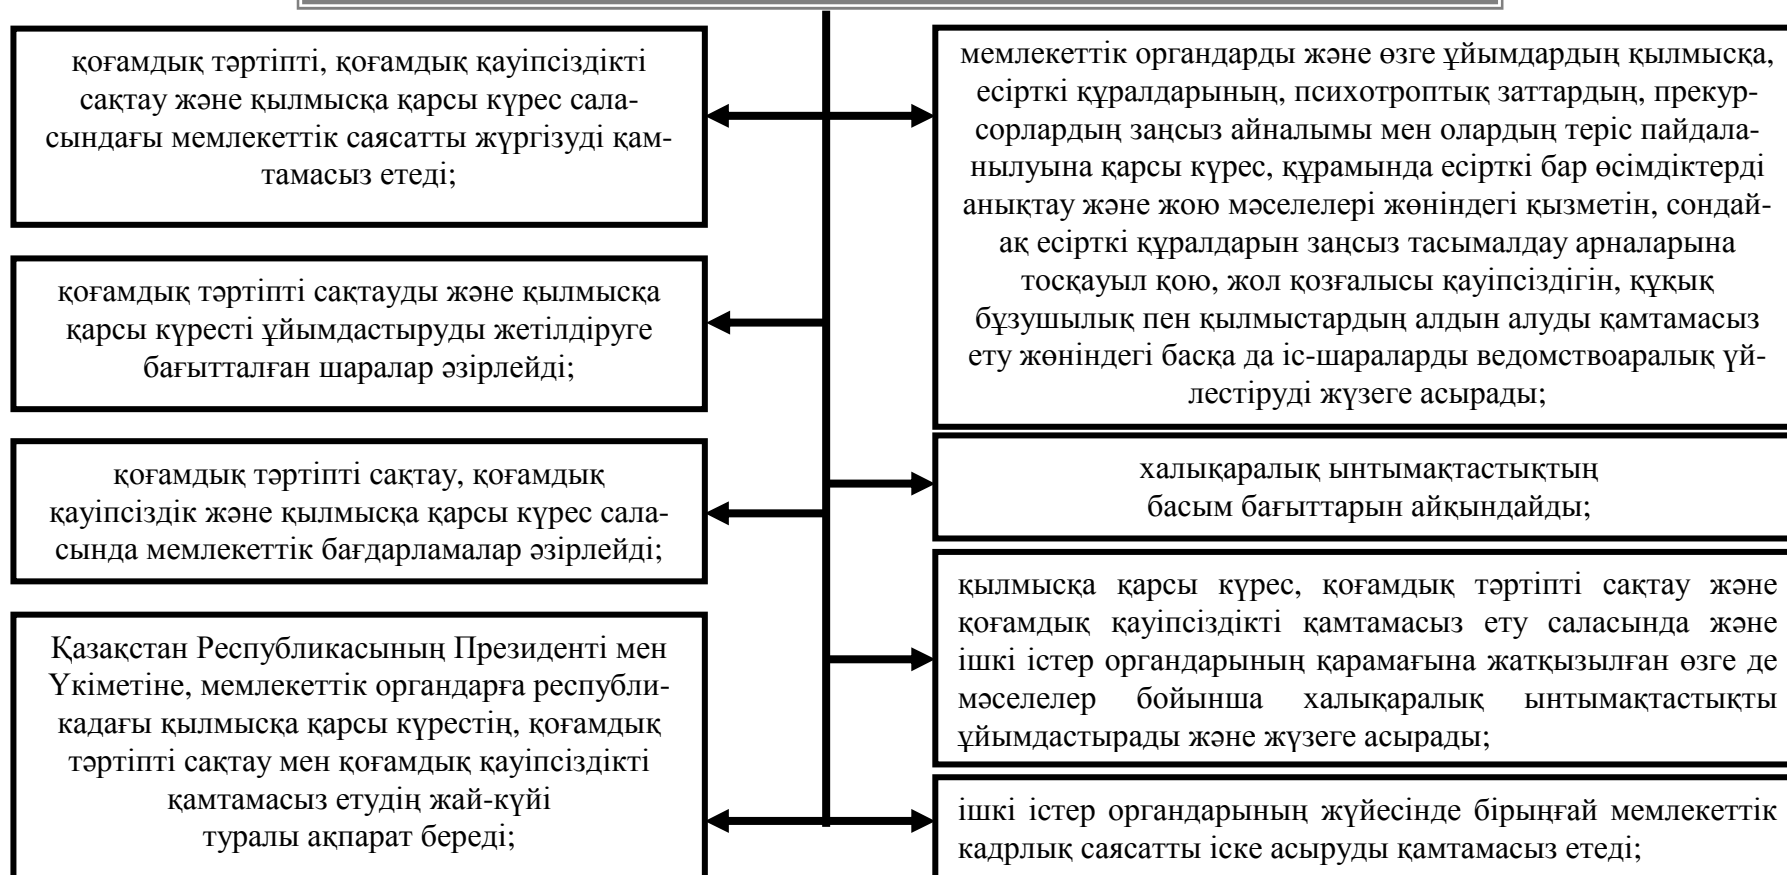 қоғамдық тәртіпті, қоғамдық қауіпсіздікті
сақтау және қылмысқа қарсы күрес сала-
сындағы мемлекеттік саясатты жүргізуді қам-
тамасыз етеді;
қоғамдық тәртіпті сақтауды және қылмысқа
қарсы күресті ұйымдастыруды жетілдіруге
бағытталған шаралар әзірлейді;
қоғамдық тәртіпті сақтау, қоғамдық
қауіпсіздік және қылмысқа қарсы күрес сала-
сында мемлекеттік бағдарламалар әзірлейді;
Қазақстан Республикасының Президенті мен
Үкіметіне, мемлекеттік органдарға республи-
кадағы қылмысқа қарсы күрестің, қоғамдық
тәртіпті сақтау мен қоғамдық қауіпсіздікті
қамтамасыз етудің жай-күйі
туралы ақпарат береді;
мемлекеттік органдарды және өзге ұйымдардың қылмысқа,
есірткі құралдарының, психотроптық заттардың, прекур-
сорлардың заңсыз айналымы мен олардың теріс пайдала-
нылуына қарсы күрес, құрамында есірткі бар өсімдіктерді
анықтау және жою мәселелері жөніндегі қызметін, сондай-
ақ есірткі құралдарын заңсыз тасымалдау арналарына
тосқауыл қою, жол қозғалысы қауіпсіздігін, құқық
бұзушылық пен қылмыстардың алдын алуды қамтамасыз
ету жөніндегі басқа да іс-шараларды ведомствоаралық үй-
лестіруді жүзеге асырады;
халықаралық ынтымақтастықтың
басым бағыттарын айқындайды;
қылмысқа қарсы күрес, қоғамдық тәртіпті сақтау және
қоғамдық қауіпсіздікті қамтамасыз ету саласында және
ішкі істер органдарының қарамағына жатқызылған өзге де
мәселелер бойынша халықаралық ынтымақтастықты
ұйымдастырады және жүзеге асырады;
ішкі істер органдарының жүйесінде бірыңғай мемлекеттік
кадрлық саясатты іске асыруды қамтамасыз етеді;